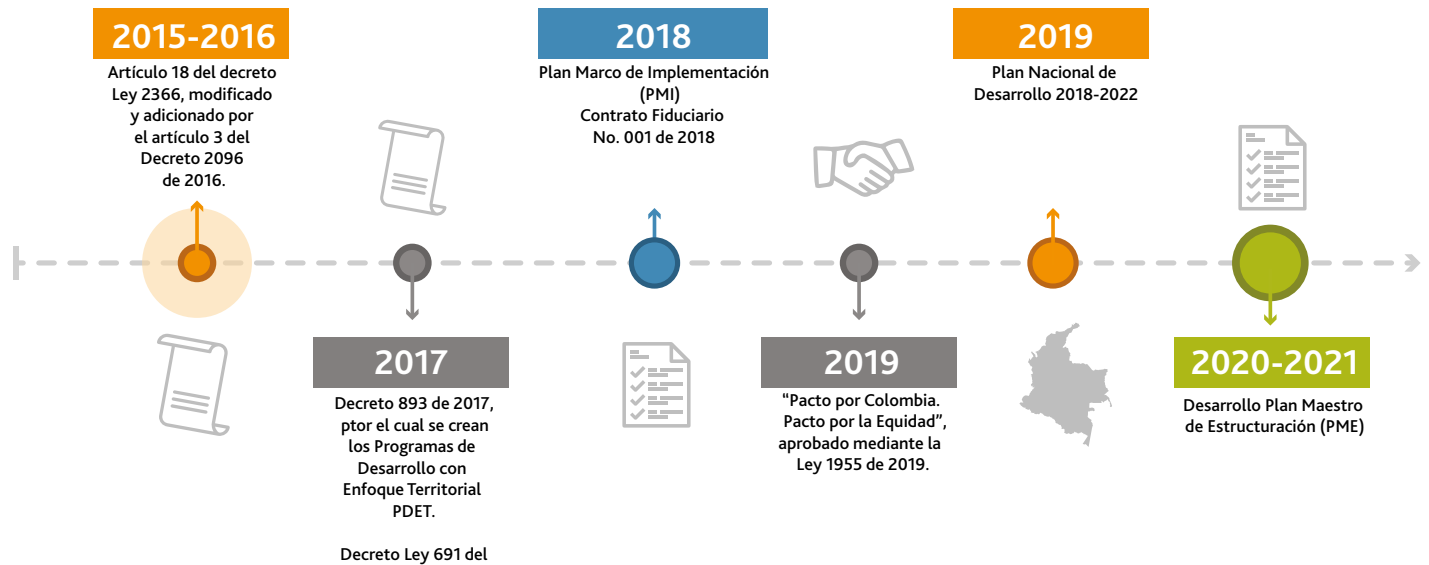 2015-2016
Artículo 18 del decreto
Ley 2366, modificado
y adicionado por
el artículo 3 del
Decreto 2096
de 2016.
2017
Decreto 893 de 2017,
ptor el cual se crean
los Programas de
Desarrollo con
Enfoque Territorial
PDET.
Decreto Ley 691 del
2018
Plan Marco de Implementación
(PMI)
Contrato Fiduciario
No. 001 de 2018
2019
“Pacto por Colombia.
Pacto por la Equidad”,
aprobado mediante la
Ley 1955 de 2019.
2019
Plan Nacional de
Desarrollo 2018-2022
2020-2021
Desarrollo Plan Maestro
de Estructuración (PME)